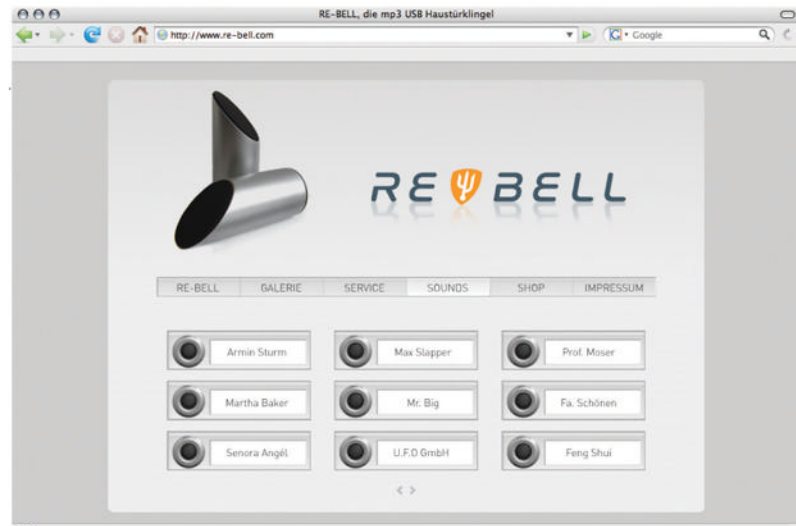 RE-BELL, die mp3 USB Haustürklingel
http://www.re-bell.com
Google
RE BELL
RE-BELL GALERIE SERVICE SOUNDS SHOP IMPRESSUM
Armin Sturm Max Slapper Prof. Moser
Martha Baker Mr. Big Fa. Schönen
Senora Angél U.F.O GmbH Feng Shui